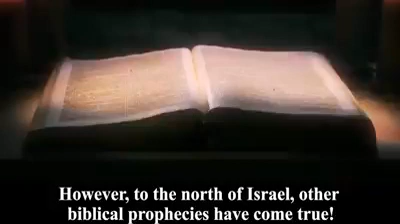 However, to the north of Israel, other
biblical prophecies have come true!